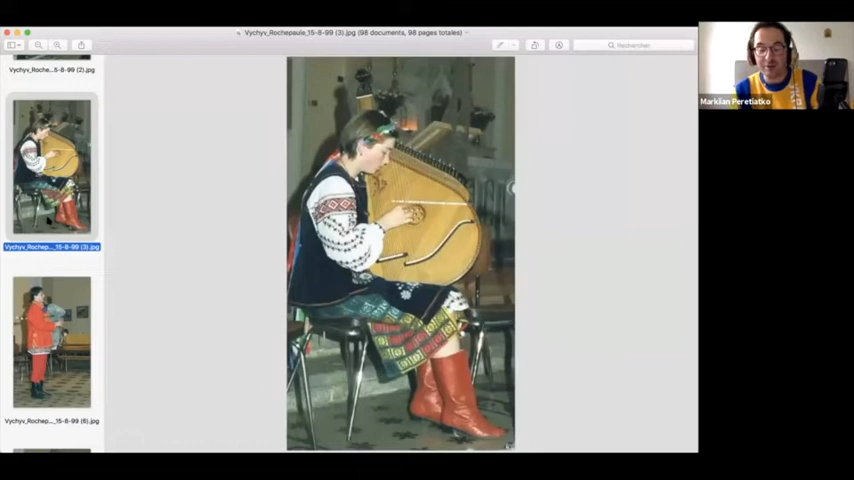 Vychyv_Rochepaule_15-8-99 (3).jpg (98 documents, 98 pages totales)
Rechercher
Vychyv_Roche...5-8-99 (2).jpg
Vychyv_Rochep..._15-8-99 (3).jpg
Vychyv_Rochep..._15-8-99 (6).jpg
Markiian Peretiatko